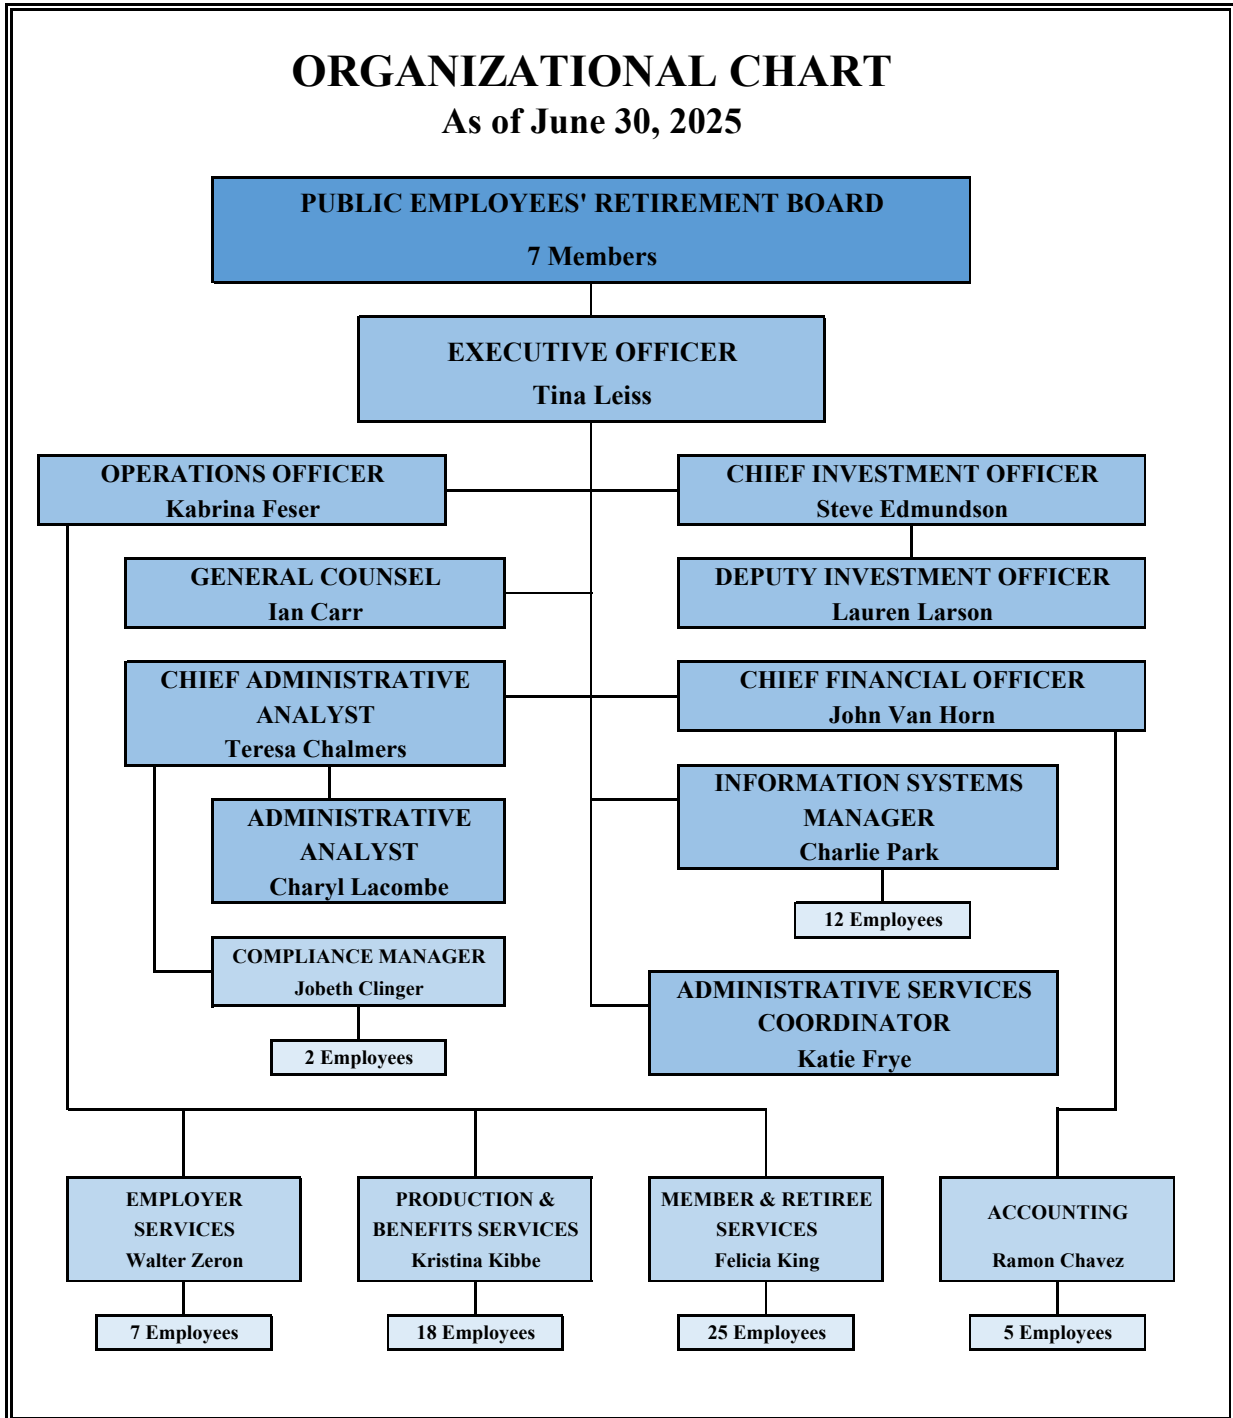 ORGANIZATIONAL CHART
As of June 30, 2025
PUBLIC EMPLOYEES' RETIREMENT BOARD
7 Members
EXECUTIVE OFFICER
Tina Leiss
OPERATIONS OFFICER
Kabrina Feser
CHIEF INVESTMENT OFFICER
Steve Edmundson
GENERAL COUNSEL
Ian Carr
DEPUTY INVESTMENT OFFICER
Lauren Larson
CHIEF ADMINISTRATIVE
ANALYST
Teresa Chalmers
CHIEF FINANCIAL OFFICER
John Van Horn
ADMINISTRATIVE
ANALYST
Charyl Lacombe
INFORMATION SYSTEMS
MANAGER
Charlie Park
12 Employees
COMPLIANCE MANAGER
Jobeth Clinger
2 Employees
ADMINISTRATIVE SERVICES
COORDINATOR
Katie Frye
EMPLOYER
SERVICES
Walter Zeron
7 Employees
PRODUCTION &
BENEFITS SERVICES
Kristina Kibbe
18 Employees
MEMBER & RETIREE
SERVICES
Felicia King
25 Employees
ACCOUNTING
Ramon Chavez
5 Employees